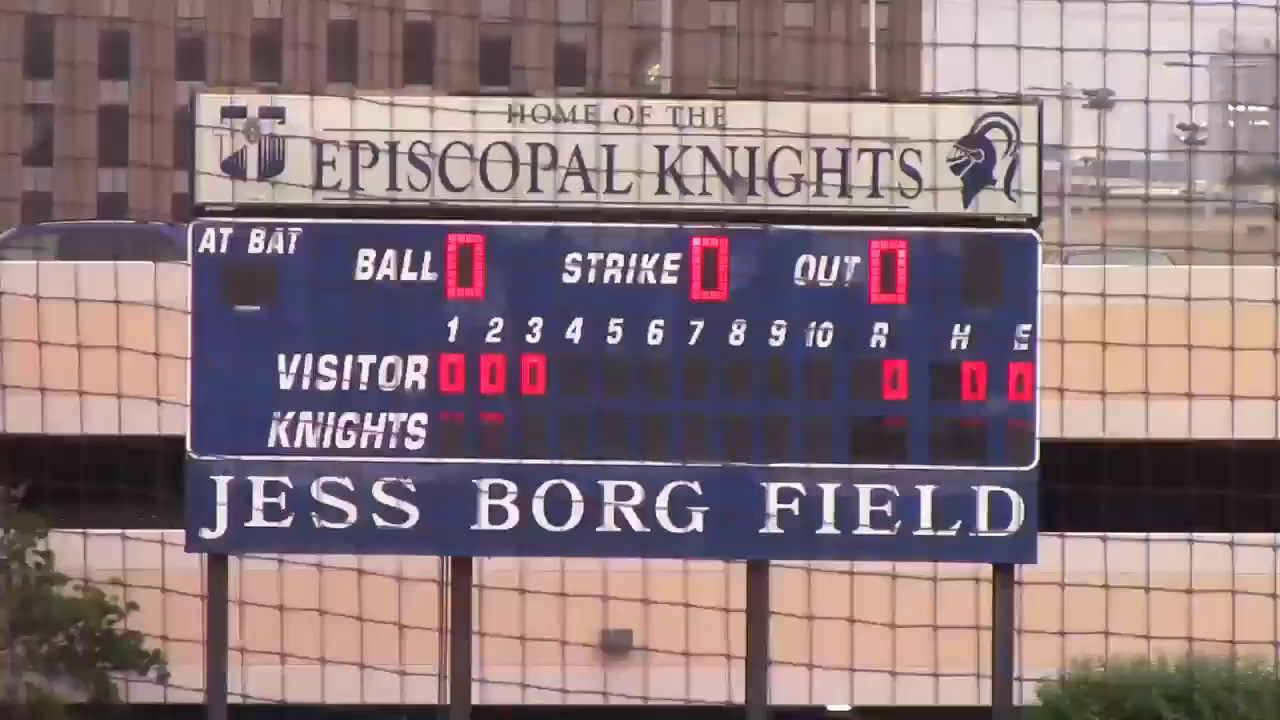 HOME OF THE
EPISCOPAL KNIGHTS
AT BAT
BALL 0 STRIKE 0 OUT 0
1 2 3 4 5 6 7 8 9 10 R H E
VISITOR 0 0 0 0 0 0
KNIGHTS
JESS BORG FIELD